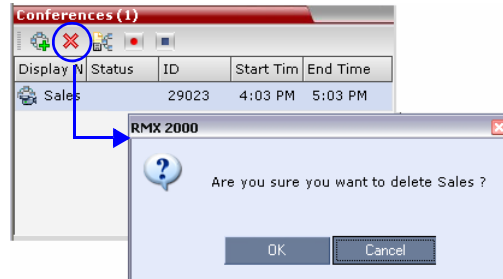 Conferences (1)
Display N Status ID Start Tim End Time
Sales 29023 4:03 PM 5:03 PM
RMX 2000
Are you sure you want to delete Sales ?
OK Cancel